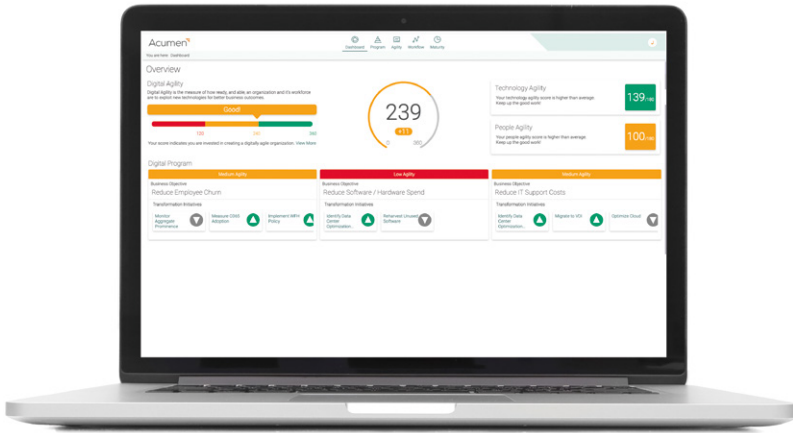 Acumen
Dashboard Program Agility Workflow Maturity
You are here : Dashboard
Overview
Digital Agility
Digital Agility is the measure of how ready, and able, an organization and it's workforce
are to exploit new technologies for better business outcomes.
Good!
120 240 360
Your score indicates you are invested in creating a digitally agile organization. View More
239
+11
0 360
Technology Agility
Your technology agility score is higher than average.
Keep up the good work!
139/180
People Agility
Your people agility score is higher than average.
Keep up the good work!
100/180
Digital Program
Medium Agility
Business Objective
Reduce Employee Churn
Transformation Initiatives
Monitor
Aggregate
Prominence
Measure O365
Adoption
Implement WFH
Policy
Low Agility
Business Objective
Reduce Software / Hardware Spend
Transformation Initiatives
Identify Data
Center
Optimization...
Reharvest Unused
Software
Medium Agility
Business Objective
Reduce IT Support Costs
Transformation Initiatives
Identify Data
Center
Optimization...
Migrate to VDI
Optimize Cloud